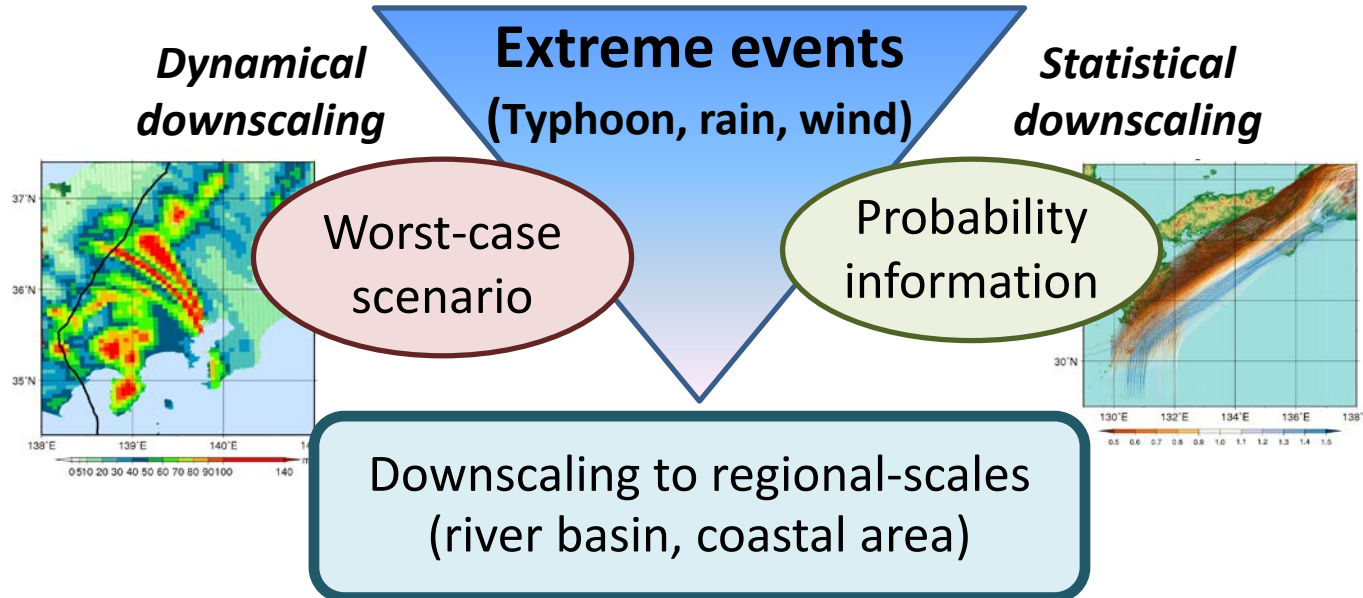 Extreme events
(Typhoon, rain, wind)
Dynamical
downscaling
Statistical
downscaling
Worst-case
scenario
Probability
information
37°N
36°N
35°N
138°E
139°E
140°E
0 5 10 20 30 40 50 60 70 80 90 100 140
30°N
130°E
132°E
134°E
136°E
0.5 0.6 0.7 0.8 0.9 1.0 1.1 1.2 1.3 1.4 1.5
Downscaling to regional-scales
(river basin, coastal area)